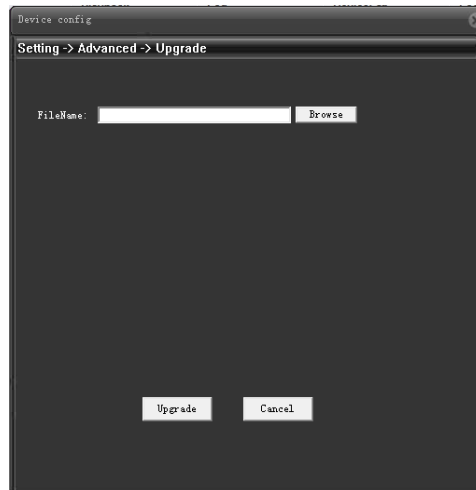 Device config
Setting -> Advanced -> Upgrade
FileName:
Browse
Upgrade
Cancel